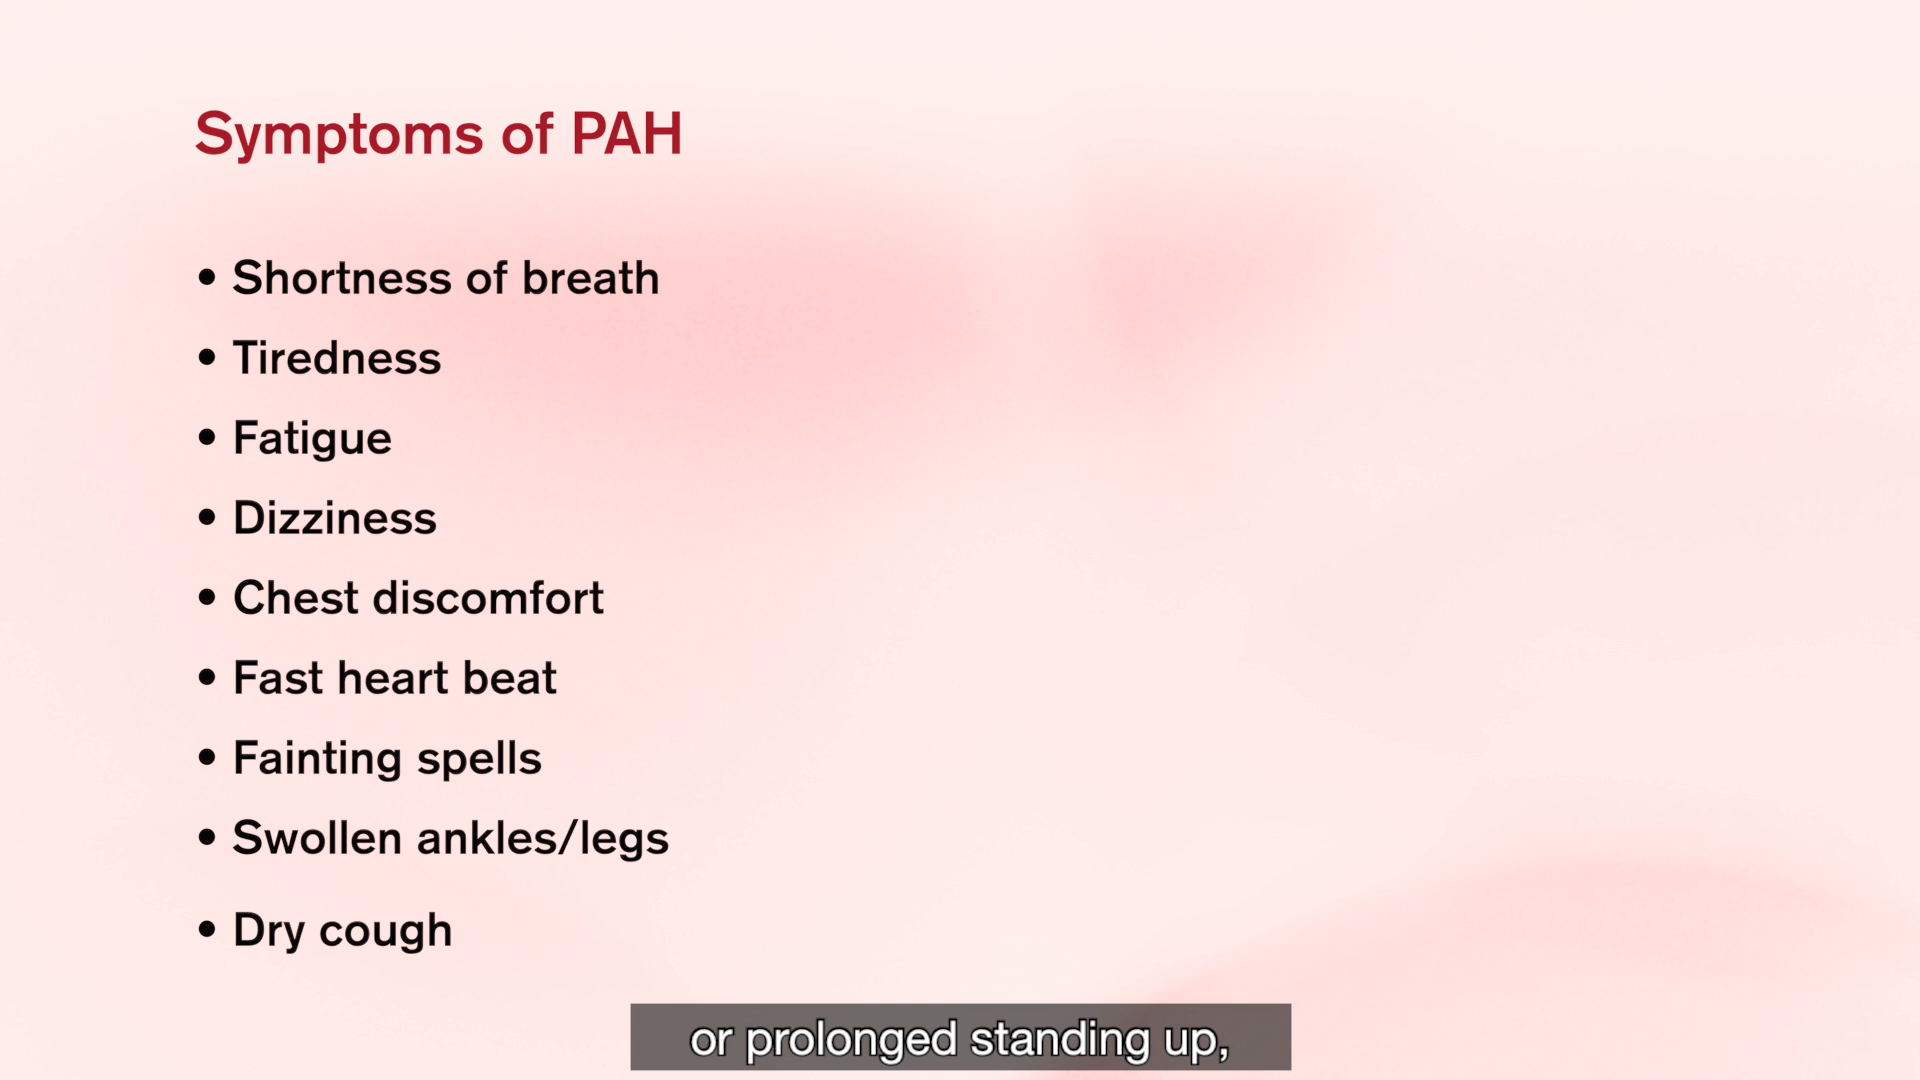 Symptoms of PAH
• Shortness of breath
• Tiredness
• Fatigue
• Dizziness
• Chest discomfort
• Fast heart beat
• Fainting spells
• Swollen ankles/legs
• Dry cough
or prolonged standing up,